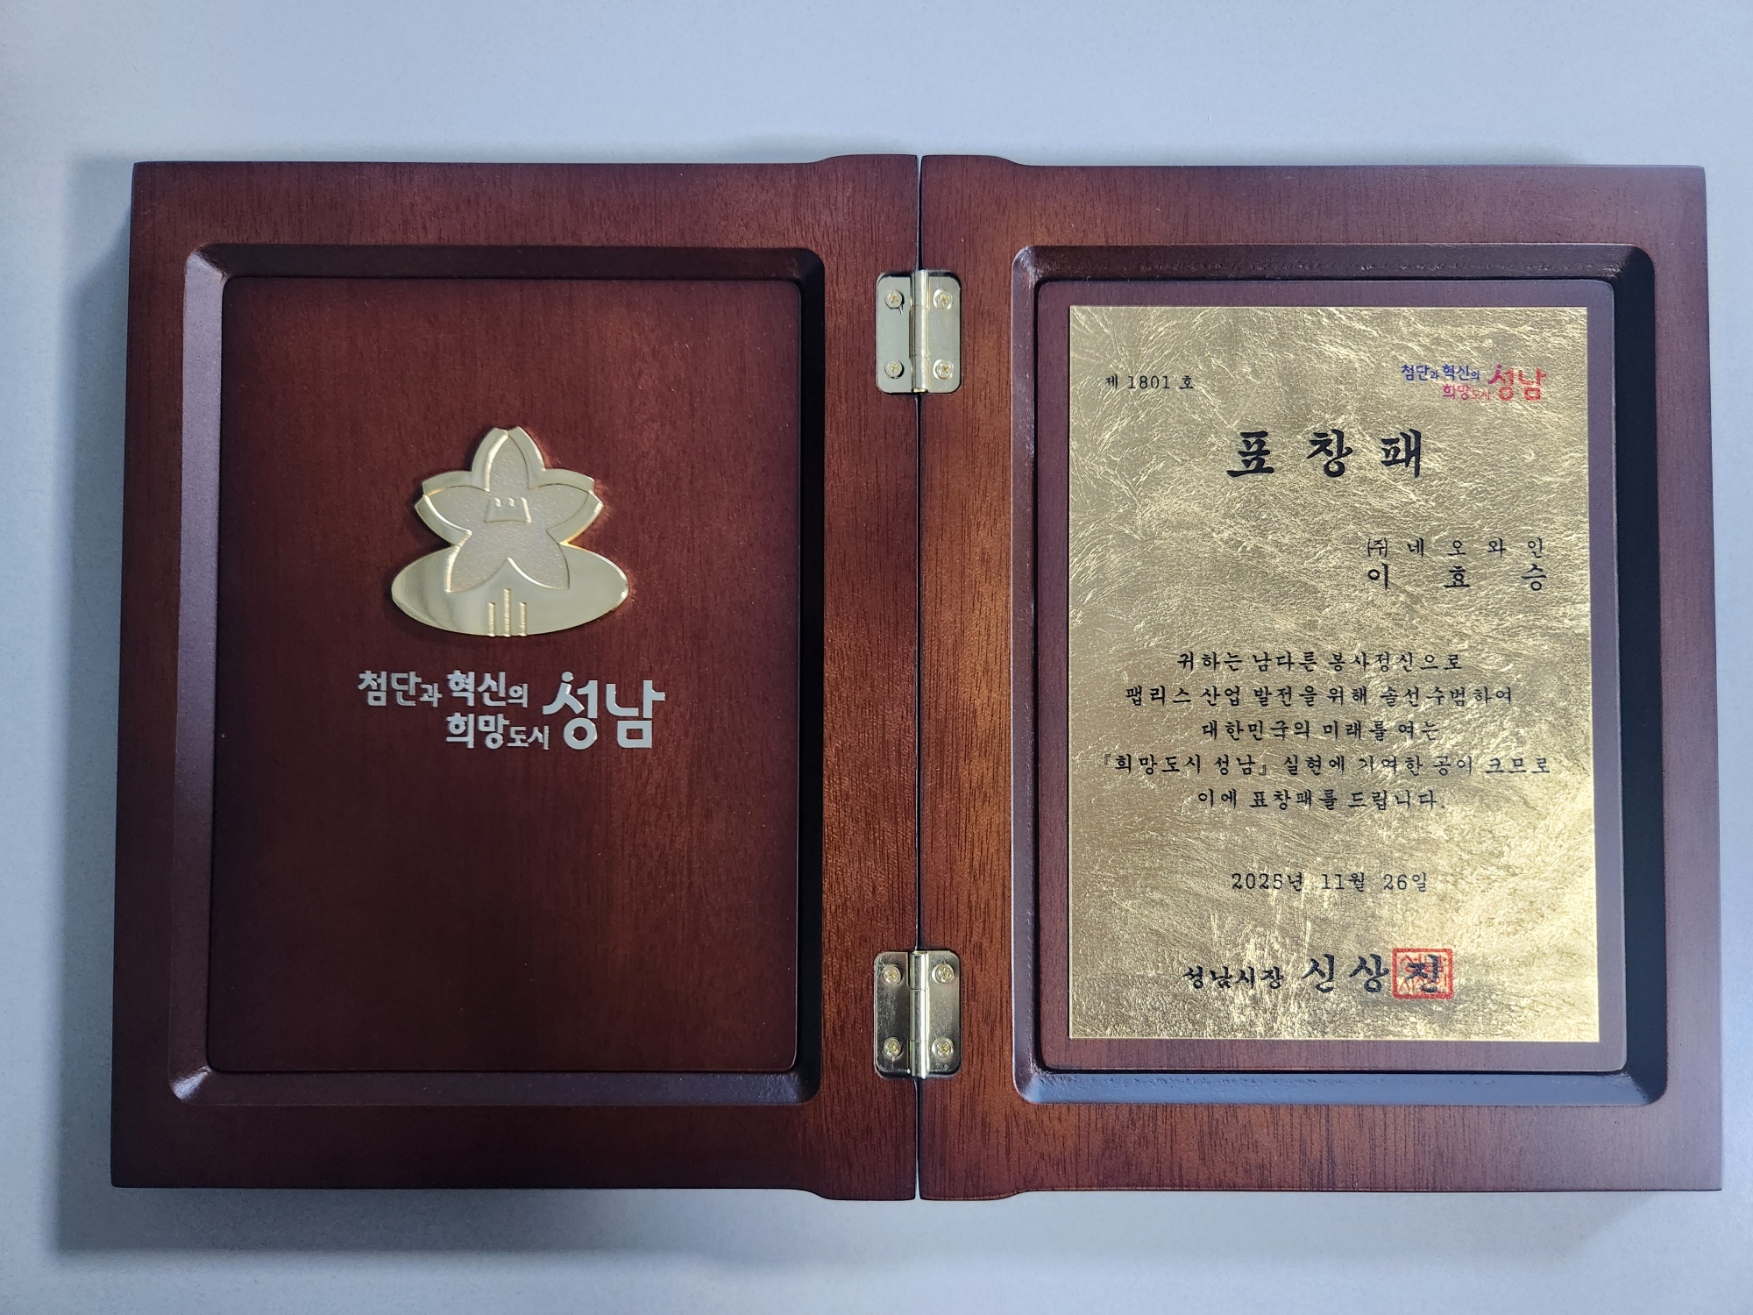 첨단과 혁신의
희망도시 성남
제 1801 호
첨단과 혁신의
희망도시 성남
표창패
㈜ 네오와인
이효승
귀하는 남다른 봉사정신으로
팹리스 산업 발전을 위해 솔선수범하여
대한민국의 미래를 여는
『희망도시 성남』 실현에 기여한 공이 크므로
이에 표창패를 드립니다.
2025년 11월 26일
성남시장 신상진